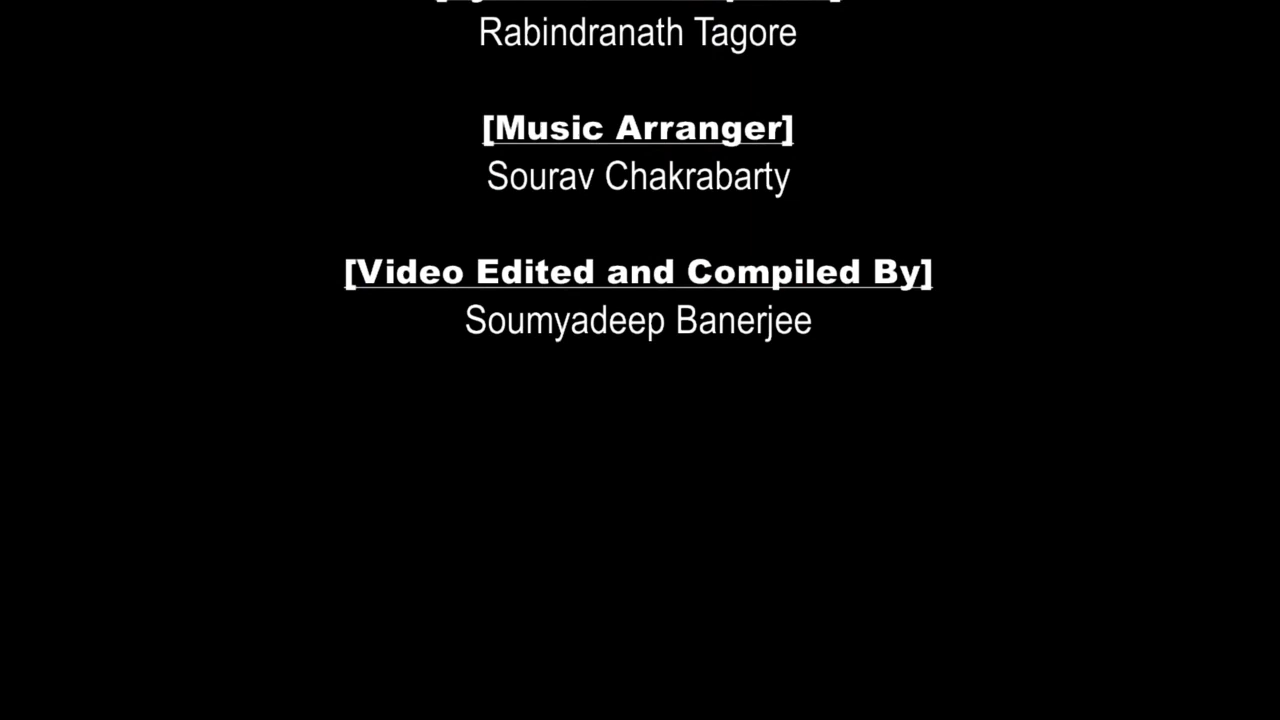 Rabindranath Tagore
[Music Arranger]
Sourav Chakrabarty
[Video Edited and Compiled By]
Soumyadeep Banerjee